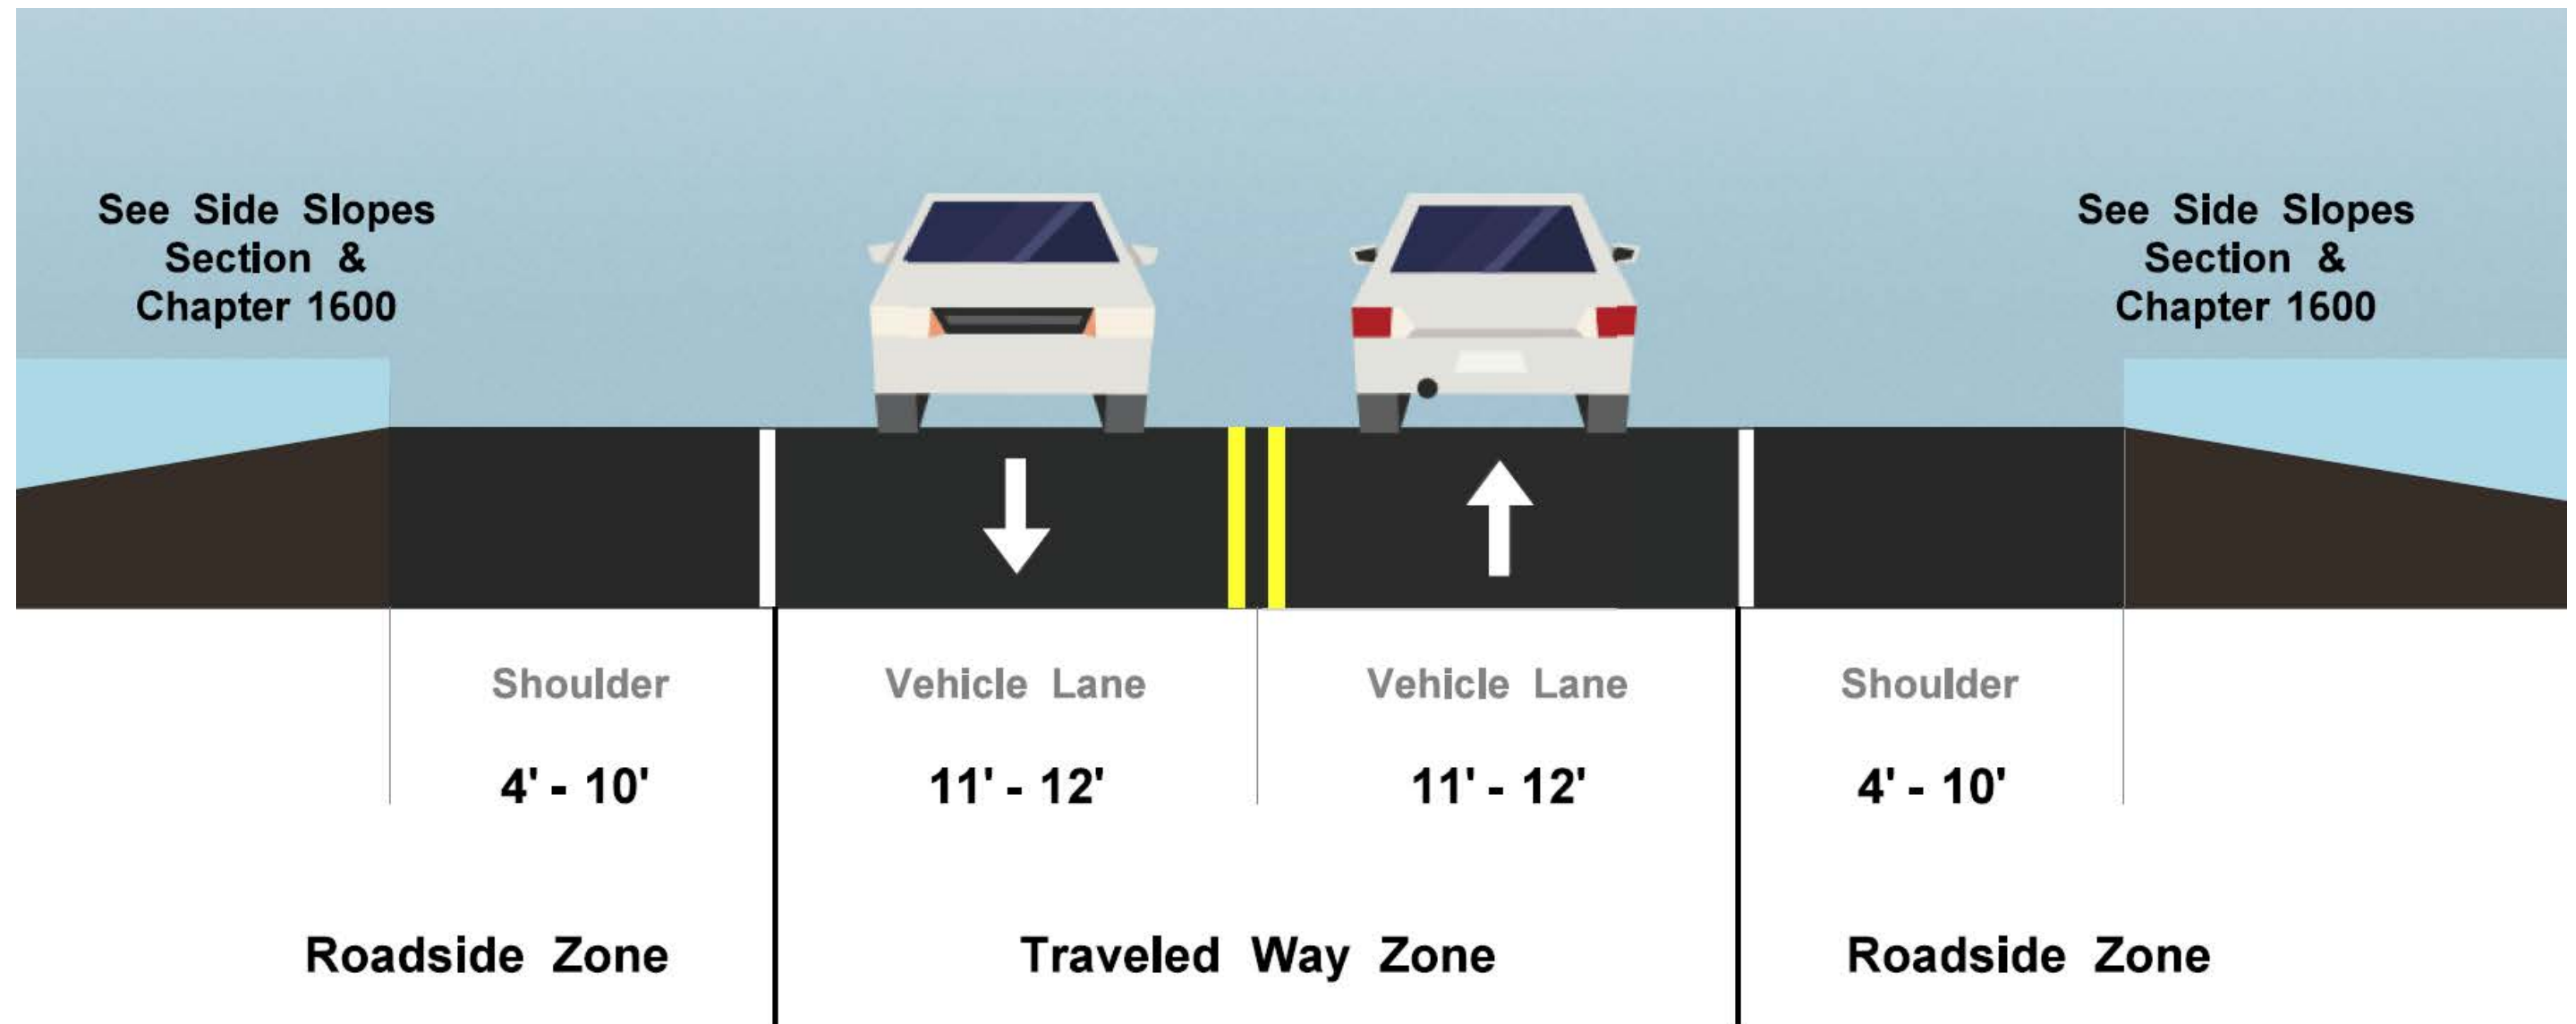 See Side Slopes
Section &
Chapter 1600
See Side Slopes
Section &
Chapter 1600
Shoulder
Vehicle Lane
Vehicle Lane
Shoulder
4' - 10'
11' - 12'
11' - 12'
4' - 10'
Roadside Zone
Traveled Way Zone
Roadside Zone